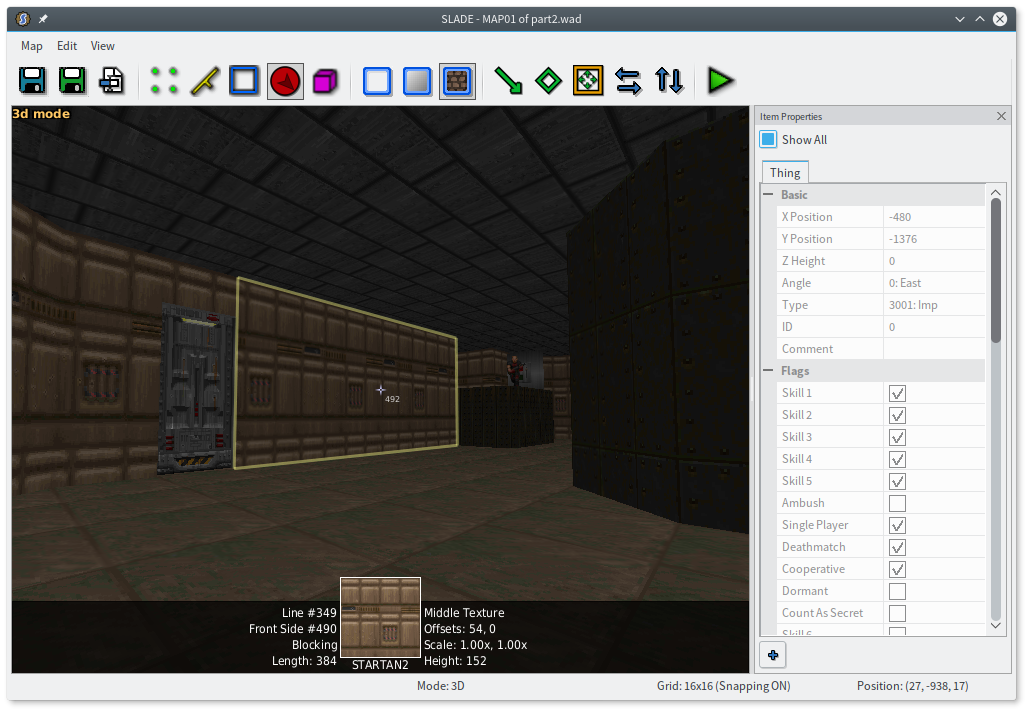 SLADE - MAP01 of part2.wad
Map Edit View
3d mode
492
Line #349
Front Side #490
Blocking
Length: 384
STARTAN2
Middle Texture
Offsets: 54, 0
Scale: 1.00x, 1.00x
Height: 152
Item Properties
Show All
Thing
Basic
X Position -480
Y Position -1376
Z Height 0
Angle 0: East
Type 3001: Imp
ID 0
Comment
Flags
Skill 1
Skill 2
Skill 3
Skill 4
Skill 5
Ambush
Single Player
Deathmatch
Cooperative
Dormant
Count As Secret
Skill 6
Mode: 3D
Grid: 16x16 (Snapping ON)
Position: (27, -938, 17)